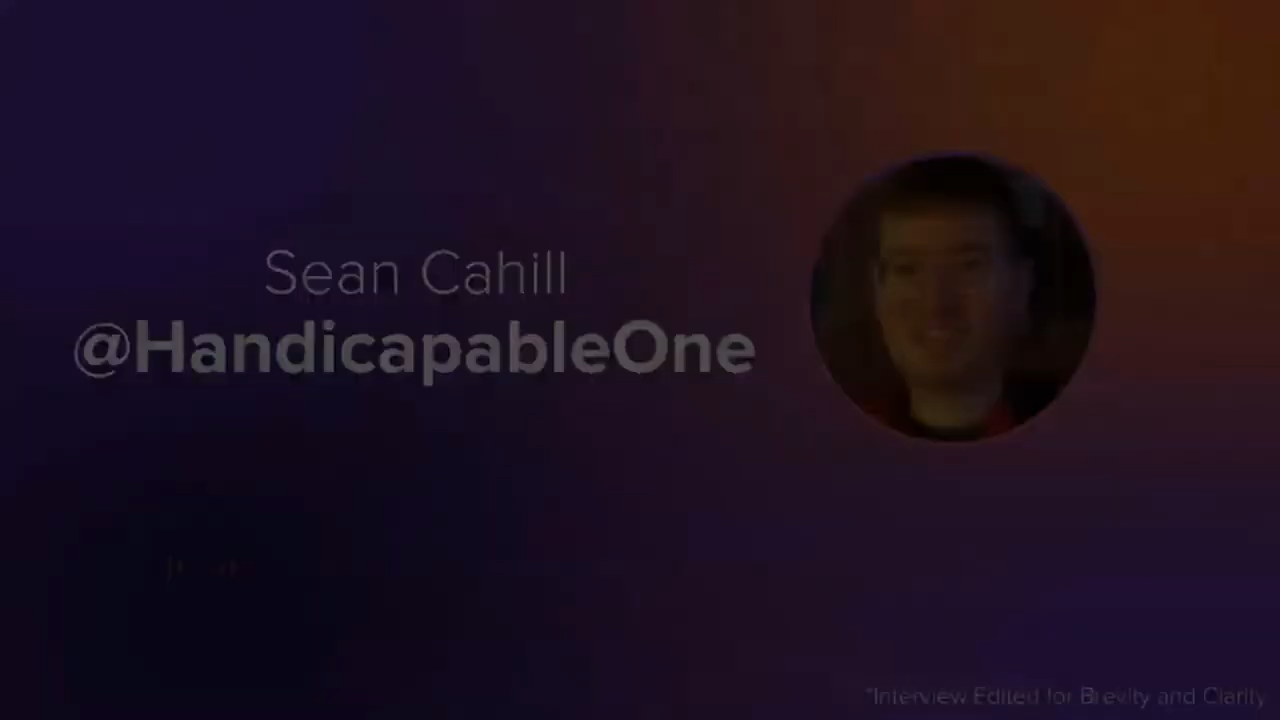 Sean Cahill
@HandicapableOne
*Interview Edited for Brevity and Clarity